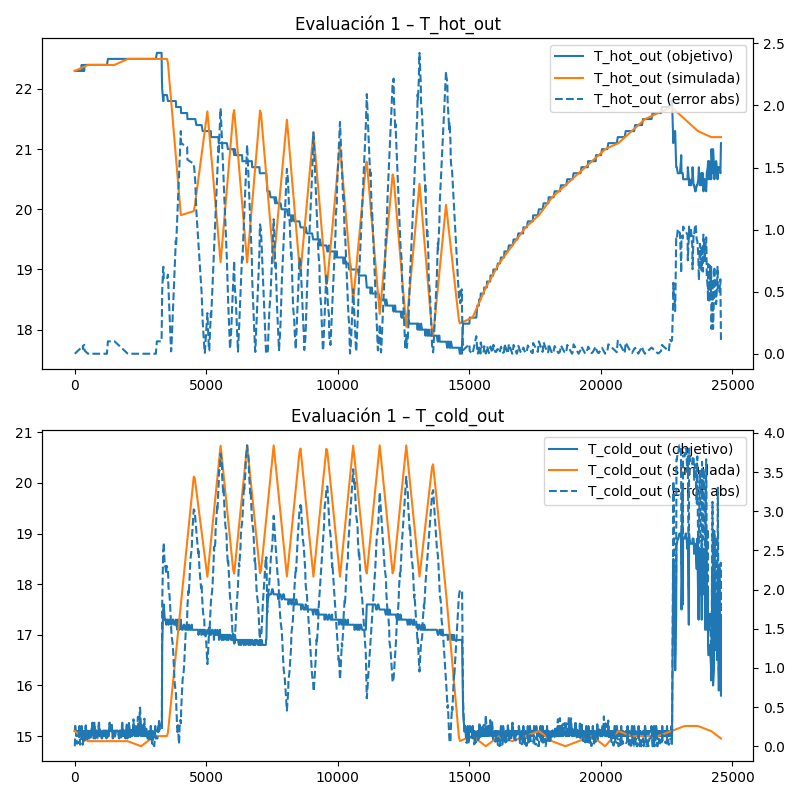 Evaluación 1 – T_hot_out
T_hot_out (objetivo)
T_hot_out (simulada)
T_hot_out (error abs)
22
21
20
19
18
2.5
2.0
1.5
1.0
0.5
0.0
0 5000 10000 15000 20000 25000
Evaluación 1 – T_cold_out
T_cold_out (objetivo)
T_cold_out (simulada)
T_cold_out (error abs)
21
20
19
18
17
16
15
4.0
3.5
3.0
2.5
2.0
1.5
1.0
0.5
0.0
0 5000 10000 15000 20000 25000